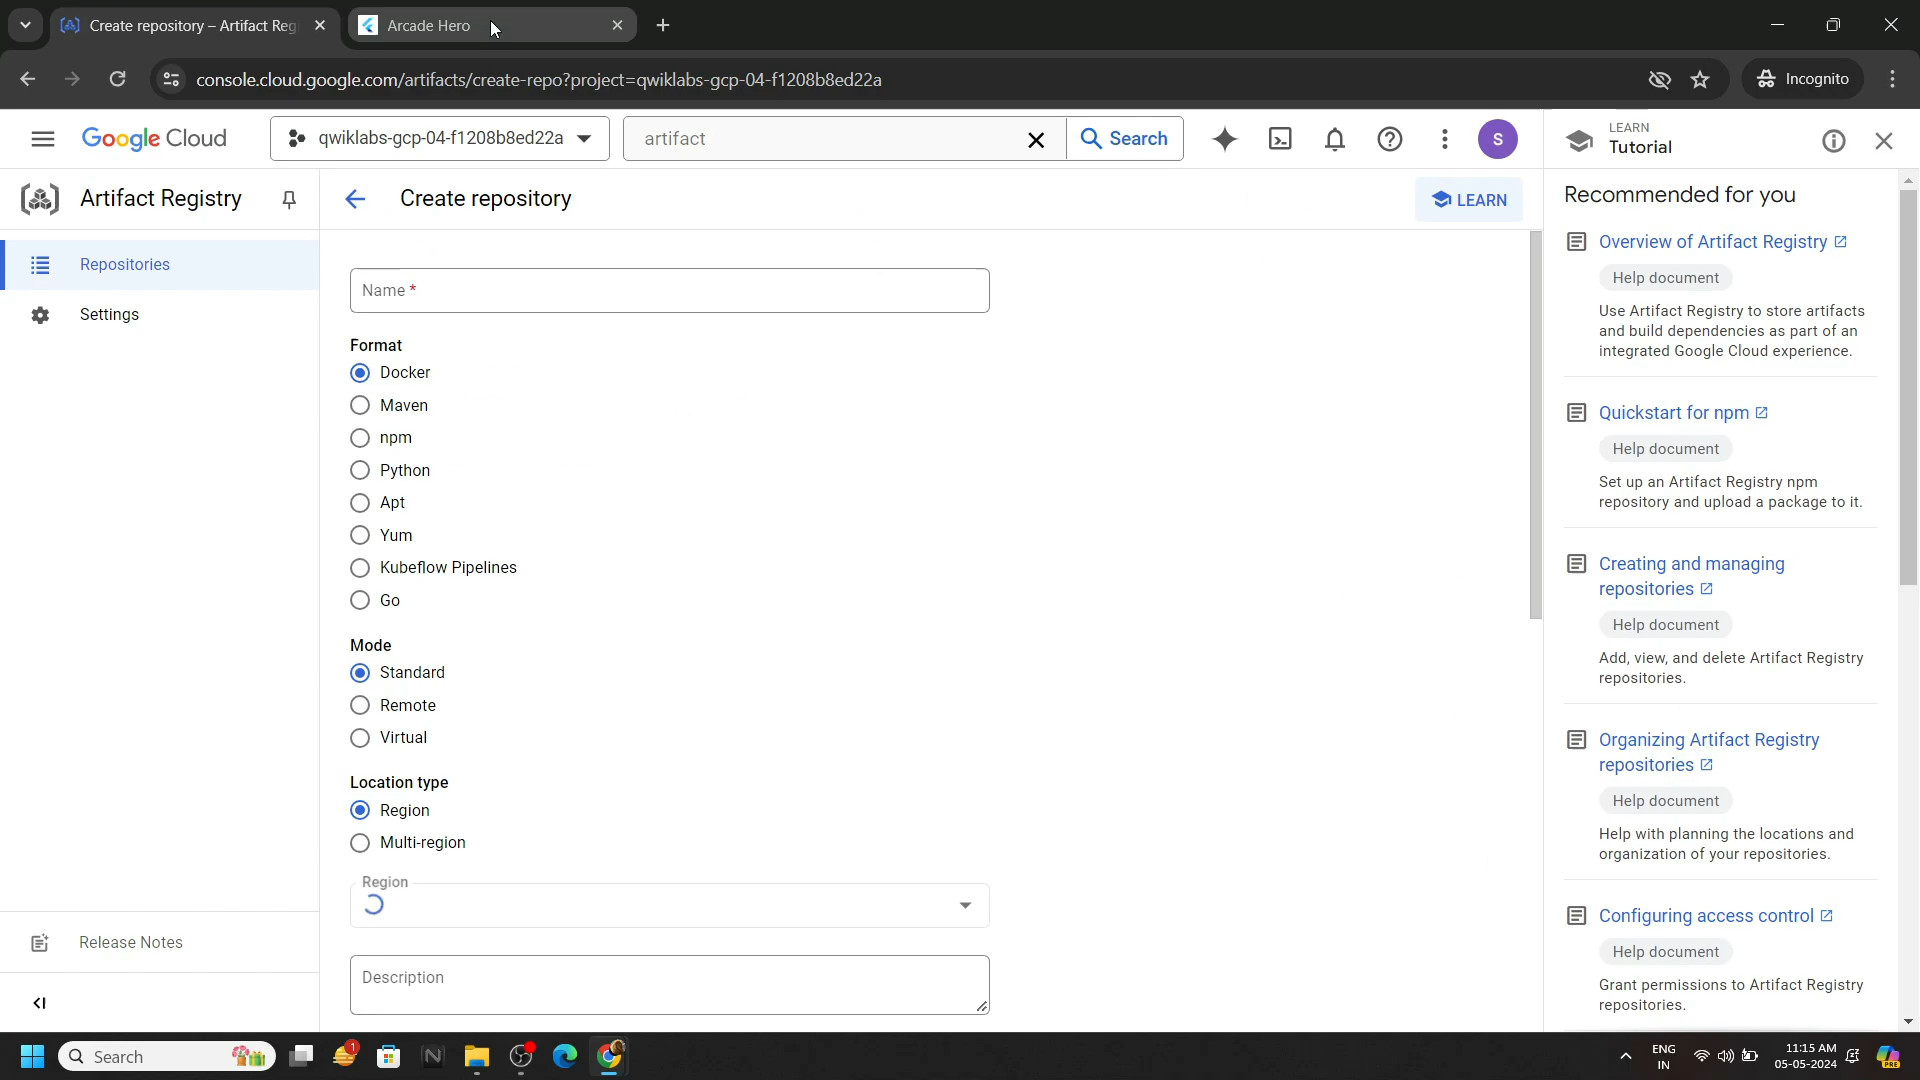 Create repository – Artifact Reg
Arcade Hero
console.cloud.google.com/artifacts/create-repo?project=qwiklabs-gcp-04-f1208b8ed22a
Incognito
Google Cloud
qwiklabs-gcp-04-f1208b8ed22a
artifact
Search
S
LEARN
Tutorial
Artifact Registry
Create repository
LEARN
Recommended for you
Repositories
Settings
Name *
Format
Docker
Maven
npm
Python
Apt
Yum
Kubeflow Pipelines
Go
Mode
Standard
Remote
Virtual
Location type
Region
Multi-region
Region
Description
Overview of Artifact Registry
Help document
Use Artifact Registry to store artifacts
and build dependencies as part of an
integrated Google Cloud experience.
Quickstart for npm
Help document
Set up an Artifact Registry npm
repository and upload a package to it.
Creating and managing
repositories
Help document
Add, view, and delete Artifact Registry
repositories.
Organizing Artifact Registry
repositories
Help document
Help with planning the locations and
organization of your repositories.
Configuring access control
Help document
Grant permissions to Artifact Registry
repositories.
Release Notes
Search
1
ENG
IN
11:15 AM
05-05-2024
PRE